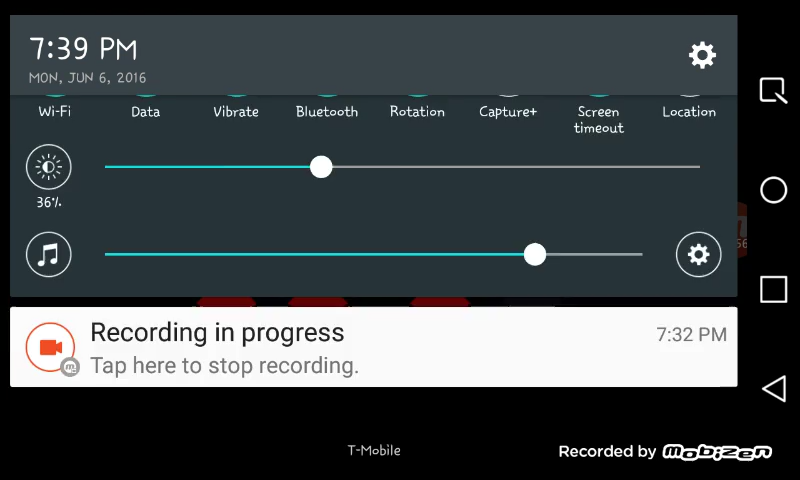 7:39 PM
MON, JUN 6, 2016
Wi-Fi Data Vibrate Bluetooth Rotation Capture+ Screen timeout Location
36%
56
Recording in progress 7:32 PM
Tap here to stop recording.
T-Mobile
Recorded by mobizen